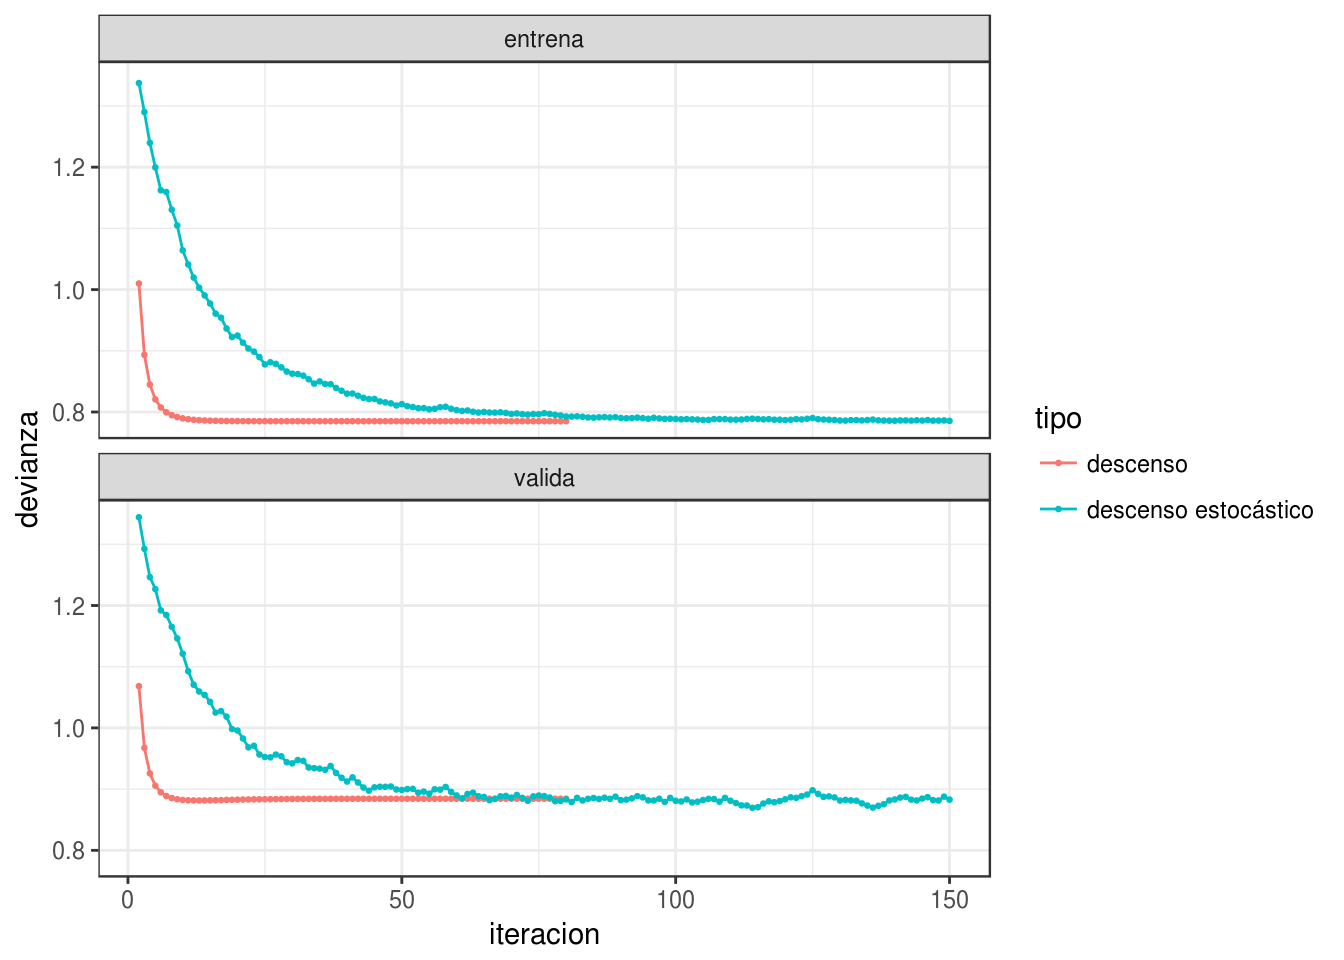 entrena
1.2
1.0
0.8
valida
1.2
1.0
0.8
0
50
100
150
iteracion
devianza
tipo
descenso
descenso estocástico